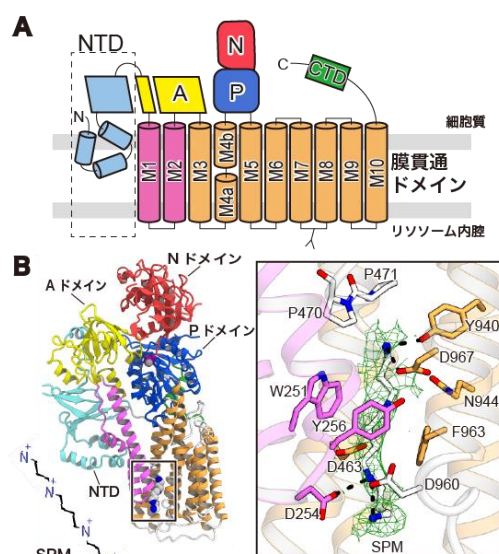 A
NTD
N
C
CTD
A
P
N
細胞質
M1
M2
M3
M4b
M4a
M5
M6
M7
M8
M9
M10
膜貫通
ドメイン
リソソーム内腔
B
N ドメイン
A ドメイン
P ドメイン
NTD
N+
N+
N+
SPM
P471
P470
Y940
D967
W251
N944
Y256
F963
D463
D960
D254
SPM